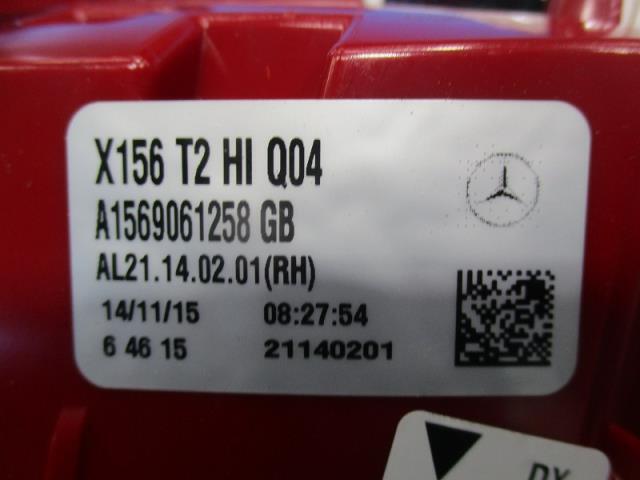 X156 T2 HI Q04
A1569061258 GB
AL21.14.02.01(RH)
14/11/15 08:27:54
6 46 15 21140201
DX